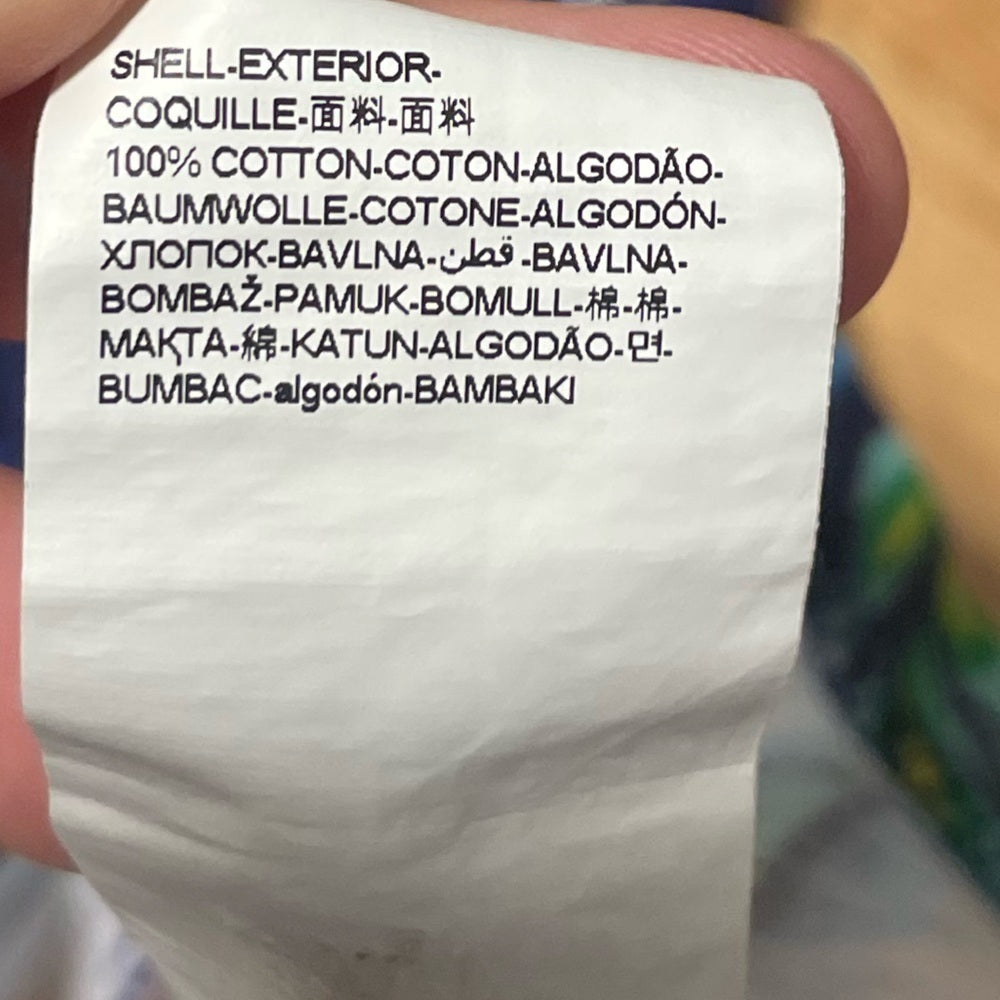 SHELL-EXTERIOR-
COQUILLE-面料-面料
100% COTTON-COTON-ALGODÃO-
BAUMWOLLE-COTONE-ALGODÓN-
ХЛОПОК-BAVLNA-قطن-BAVLNA-
BOMBAŽ-PAMUK-BOMULL-棉-棉-
МАҚТА-綿-KATUN-ALGODÃO-면-
BUMBAC-algodón-BAMBAKI